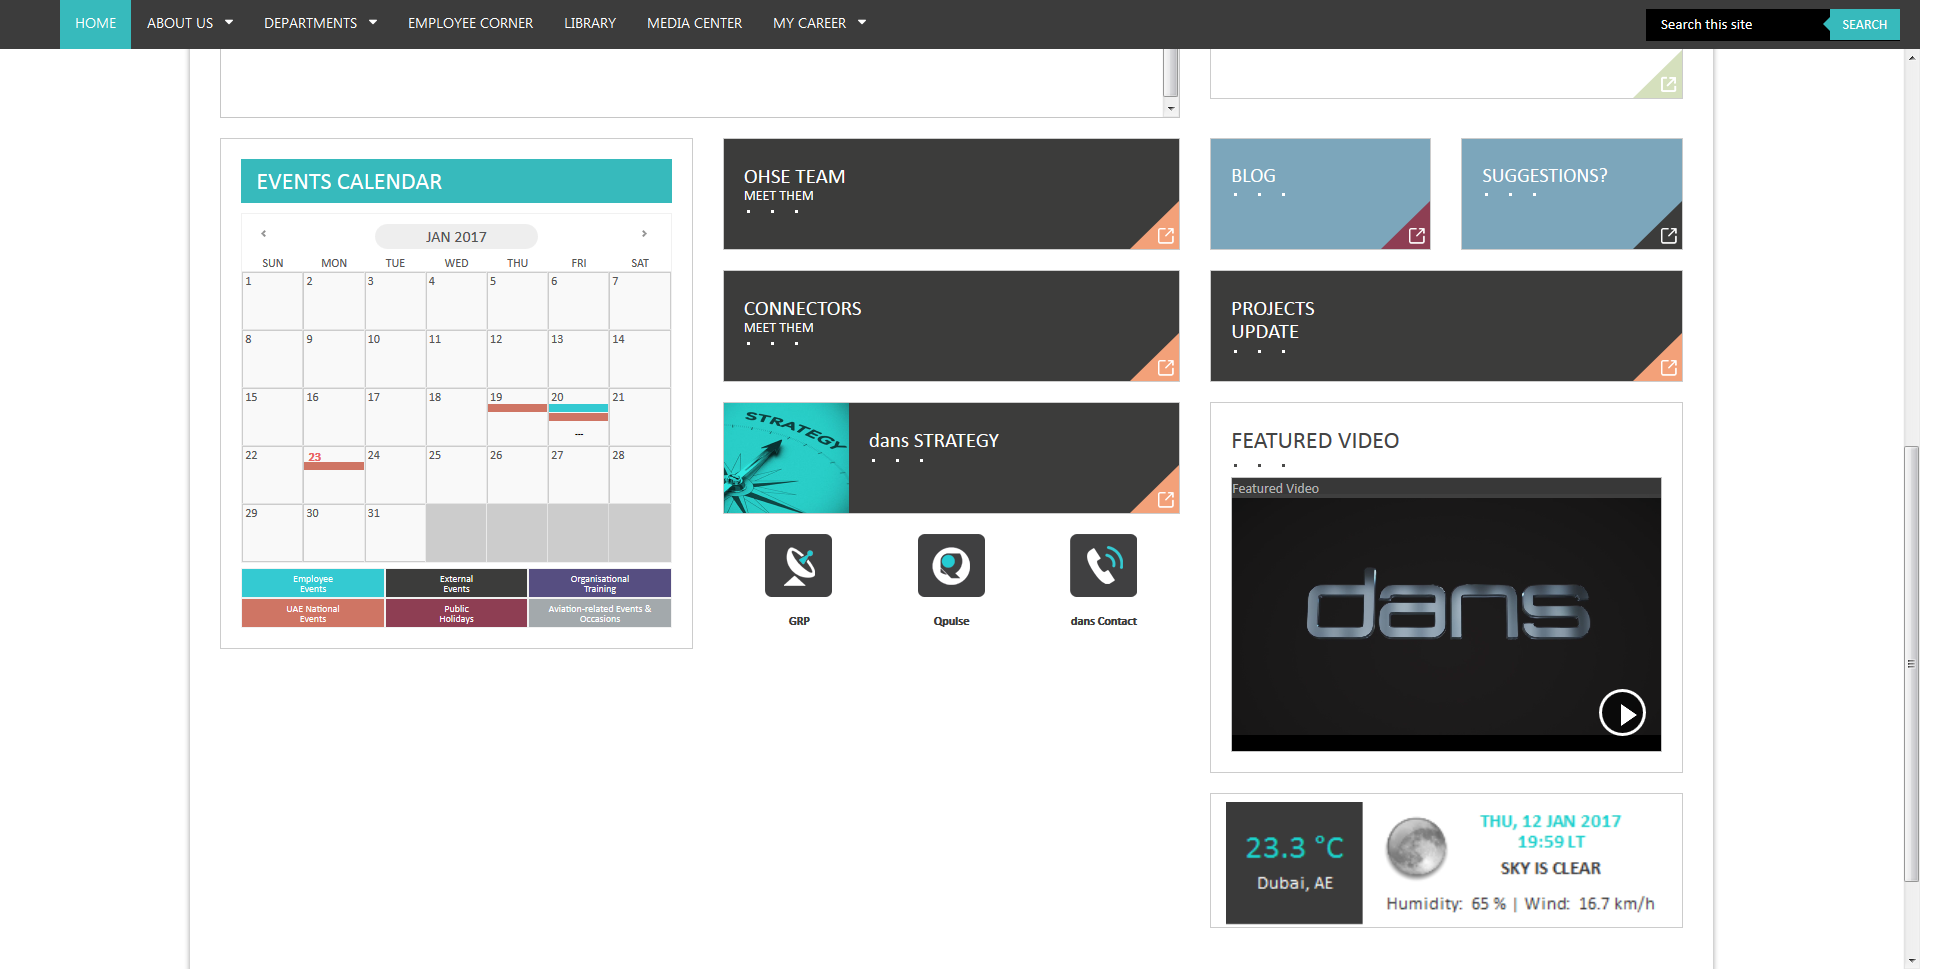 HOME ABOUT US DEPARTMENTS EMPLOYEE CORNER LIBRARY MEDIA CENTER MY CAREER Search this site SEARCH
EVENTS CALENDAR
JAN 2017
SUN MON TUE WED THU FRI SAT
1 2 3 4 5 6 7
8 9 10 11 12 13 14
15 16 17 18 19 20 21
22 23 24 25 26 27 28
29 30 31
Employee
Events
External
Events
Organisational
Training
UAE National
Events
Public
Holidays
Aviation-related Events &
Occasions
OHSE TEAM
MEET THEM
CONNECTORS
MEET THEM
STRATEGY
dans STRATEGY
GRP
Qpulse
dans Contact
BLOG
SUGGESTIONS?
PROJECTS
UPDATE
FEATURED VIDEO
Featured Video
dans
23.3 °C
Dubai, AE
THU, 12 JAN 2017
19:59 LT
SKY IS CLEAR
Humidity: 65 % | Wind: 16.7 km/h